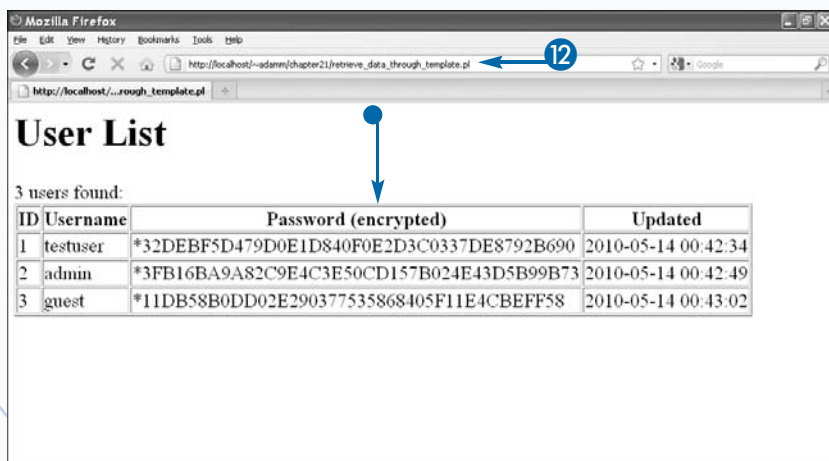 Mozilla Firefox
File Edit View History Bookmarks Tools Help
http://localhost/~adamm/chapter21/retrieve_data_through_template.pl
12
Google
http://localhost/...rough_template.pl
User List
3 users found:
ID Username Password (encrypted) Updated
1 testuser *32DEBF5D479D0E1D840F0E2D3C0337DE8792B690 2010-05-14 00:42:34
2 admin *3FB16BA9A82C9E4C3E50CD157B024E43D5B99B73 2010-05-14 00:42:49
3 guest *11DB58B0DD02E290377535868405F11E4CBEFF58 2010-05-14 00:43:02